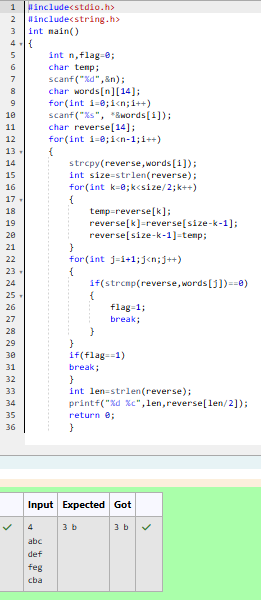 1 #include<stdio.h>
2 #include<string.h>
3 int main()
4 {
5 int n,flag=0;
6 char temp;
7 scanf("%d",&n);
8 char words[n][14];
9 for(int i=0;i<n;i++)
10 scanf("%s", *&words[i]);
11 char reverse[14];
12 for(int i=0;i<n-1;i++)
13 {
14 strcpy(reverse,words[i]);
15 int size=strlen(reverse);
16 for(int k=0;k<size/2;k++)
17 {
18 temp=reverse[k];
19 reverse[k]=reverse[size-k-1];
20 reverse[size-k-1]=temp;
21 }
22 for(int j=i+1;j<n;j++)
23 {
24 if(strcmp(reverse,words[j])==0)
25 {
26 flag=1;
27 break;
28 }
29 }
30 if(flag==1)
31 break;
32 }
33 int len=strlen(reverse);
34 printf("%d %c",len,reverse[len/2]);
35 return 0;
36 }
Input Expected Got
4 3 b 3 b
abc
def
feg
cba